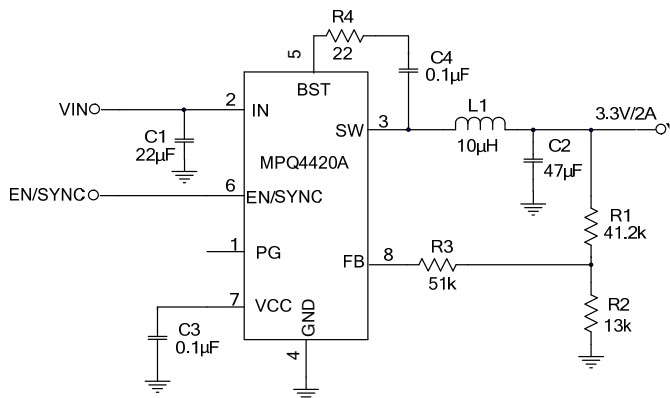 R4
22
5
C4
0.1µF
BST
VIN
2
IN
C1
22µF
SW
3
L1
10µH
3.3V/2A
C2
47µF
MPQ4420A
EN/SYNC
6
EN/SYNC
R1
41.2k
1
PG
FB
8
R3
51k
7
VCC
GND
4
C3
0.1µF
R2
13k